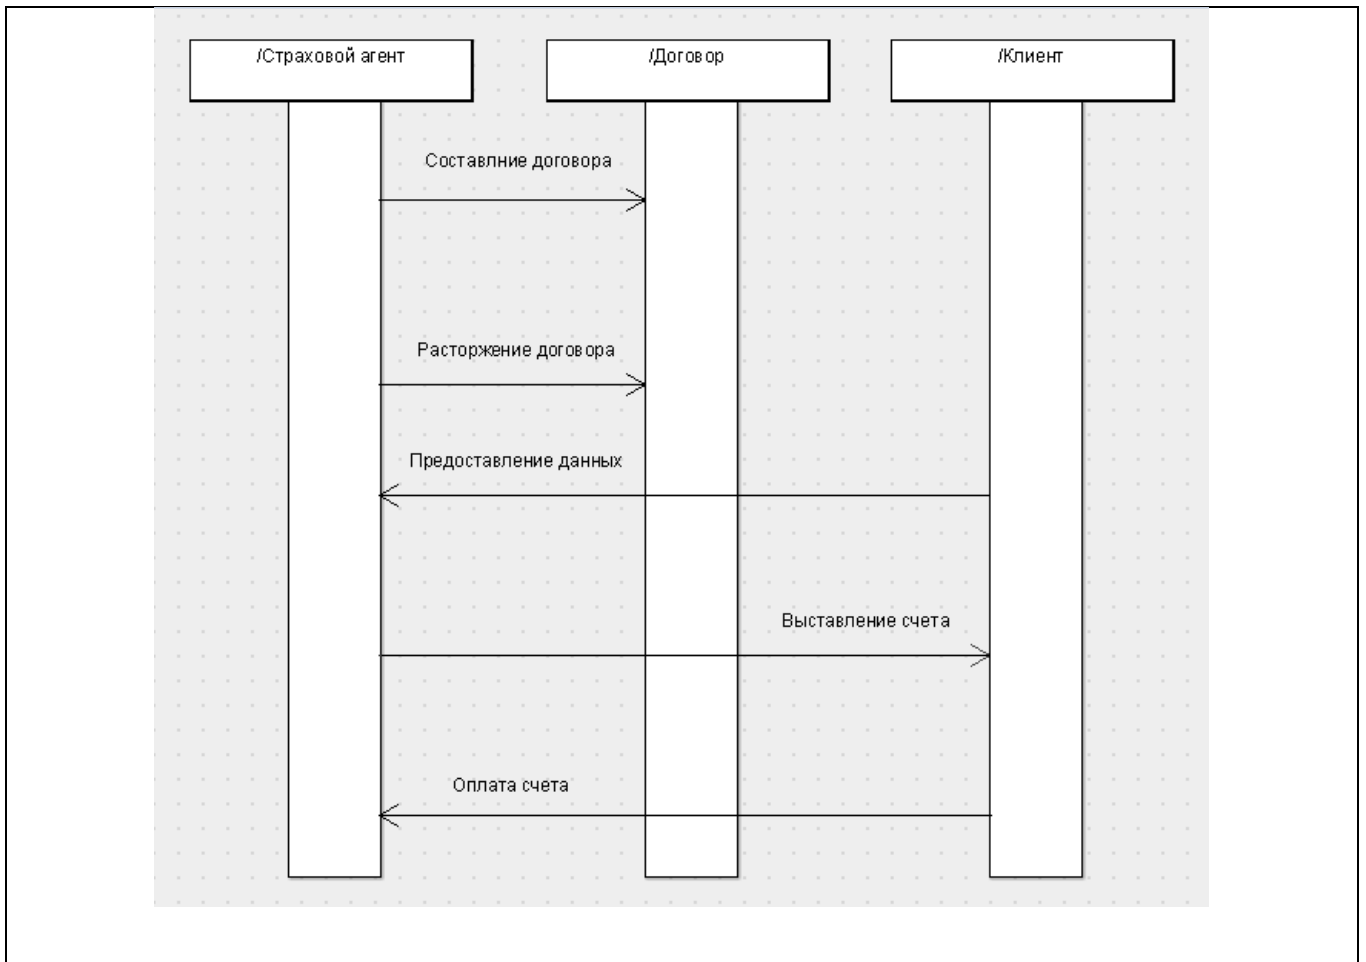 /Страховой агент
/Договор
/Клиент
Составлние договора
Расторжение договора
Предоставление данных
Выставление счета
Оплата счета